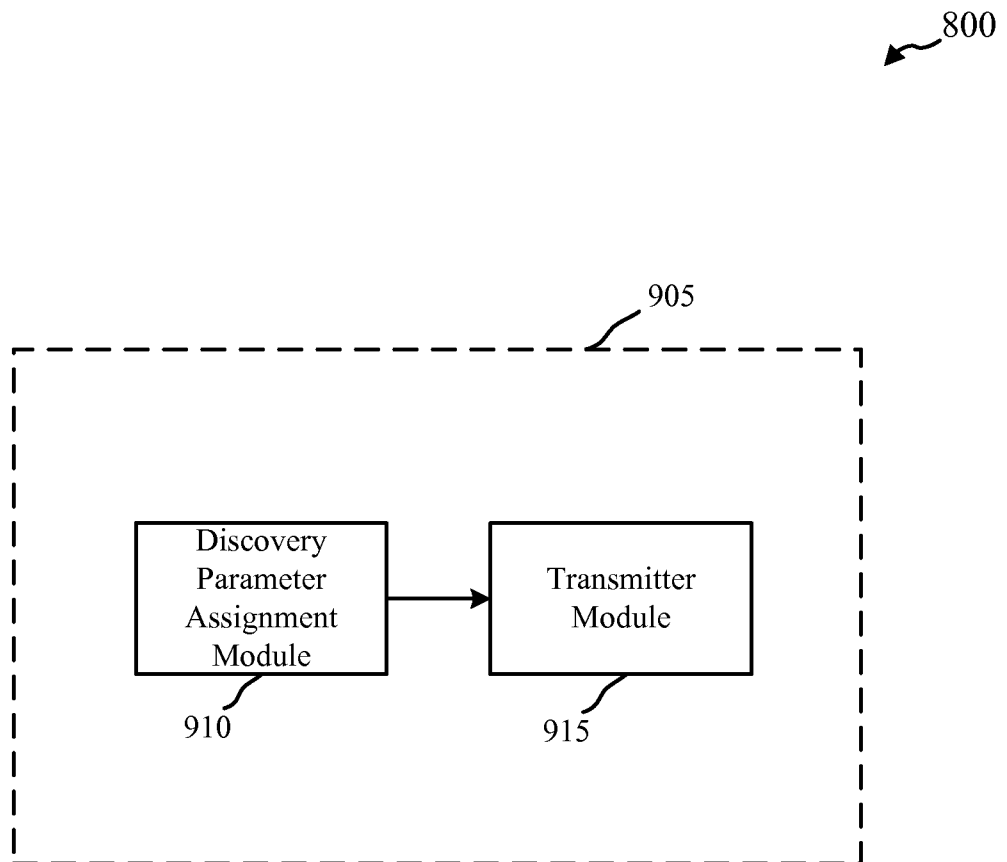 800
905
Discovery
Parameter
Assignment
Module
Transmitter
Module
910
915